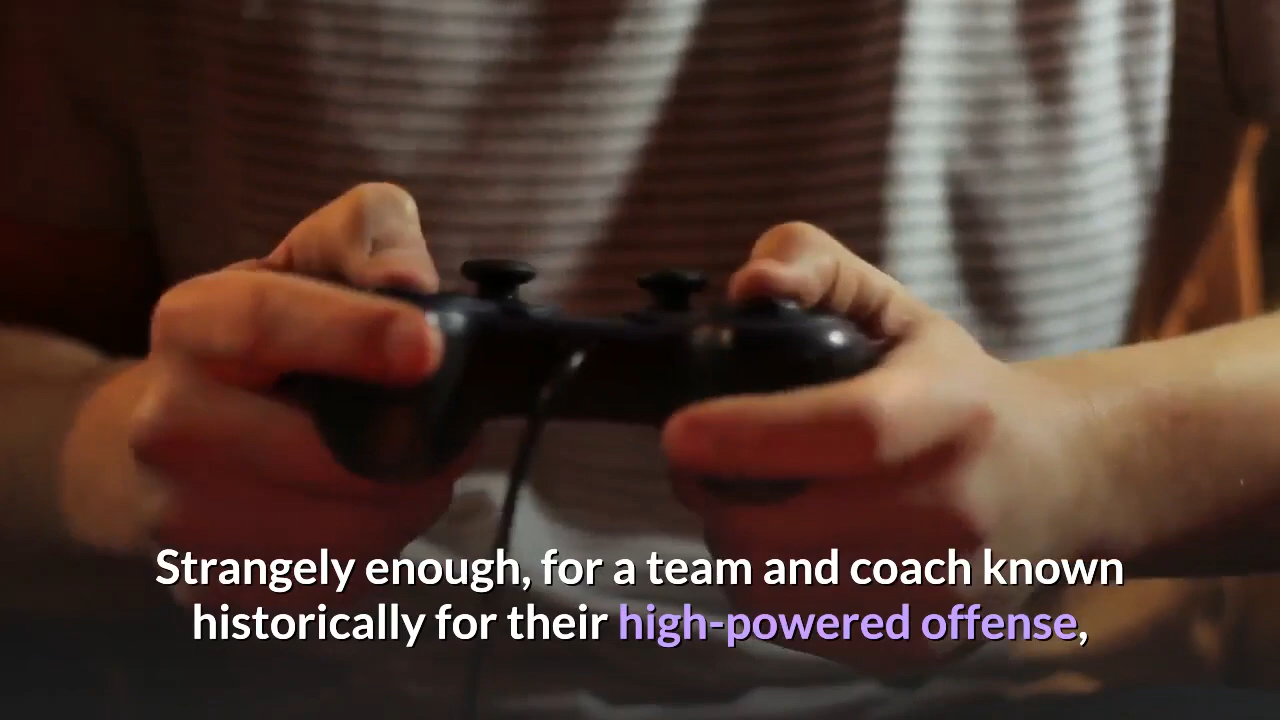 Strangely enough, for a team and coach known
historically for their high-powered offense,